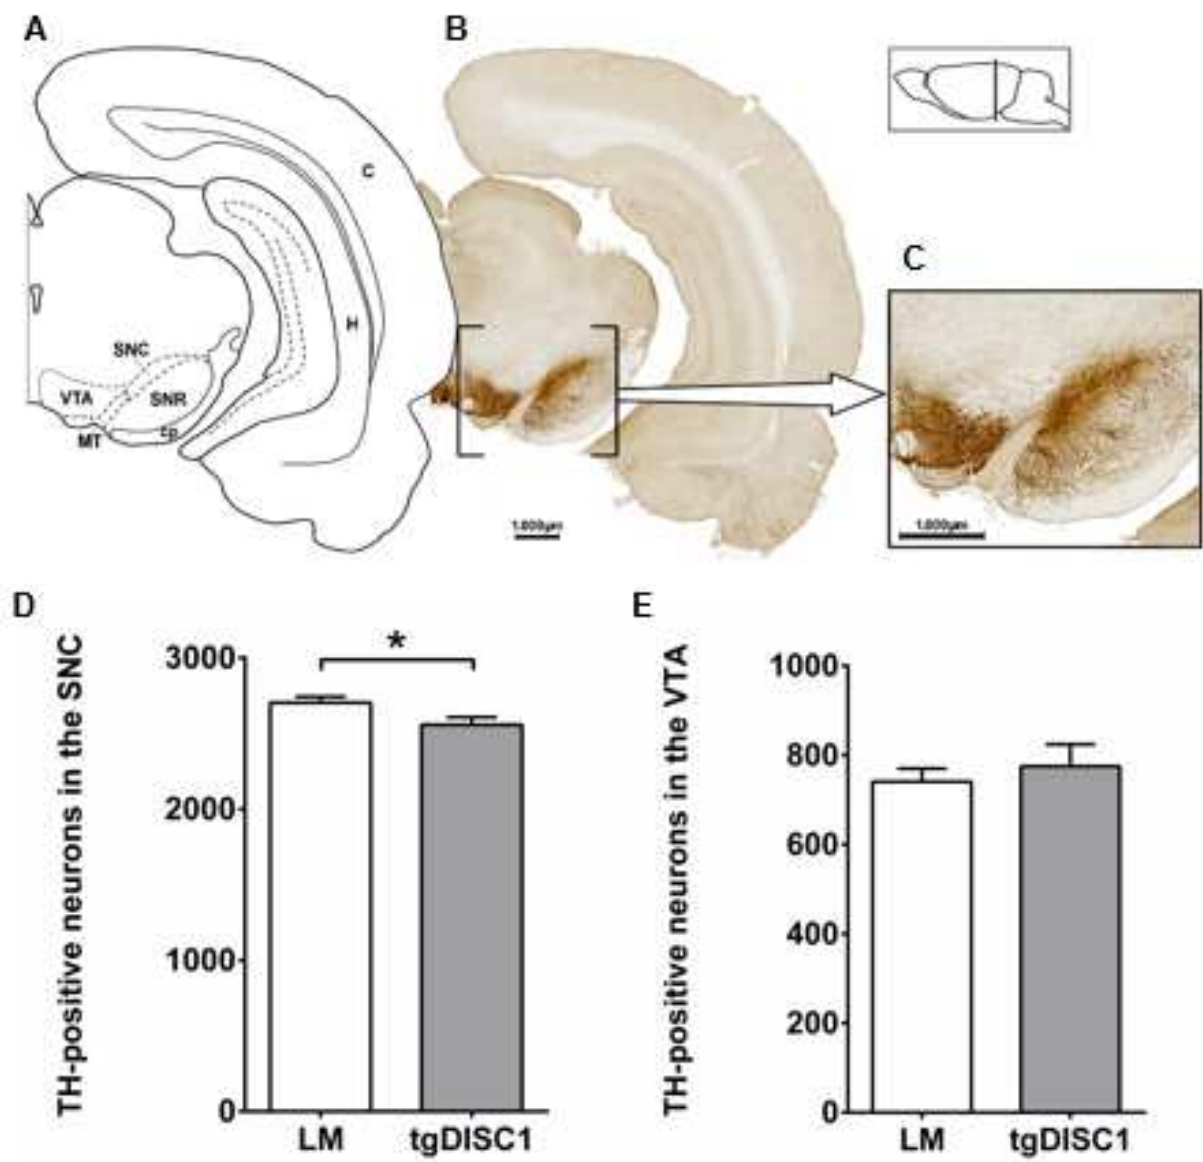 A
B
C
H
SNC
VTA
SNR
MT
Ep
1.000µm
C
1.000µm
D
TH-positive neurons in the SNC
3000
2000
1000
0
*
LM
tgDISC1
E
TH-positive neurons in the VTA
1000
800
600
400
200
0
LM
tgDISC1